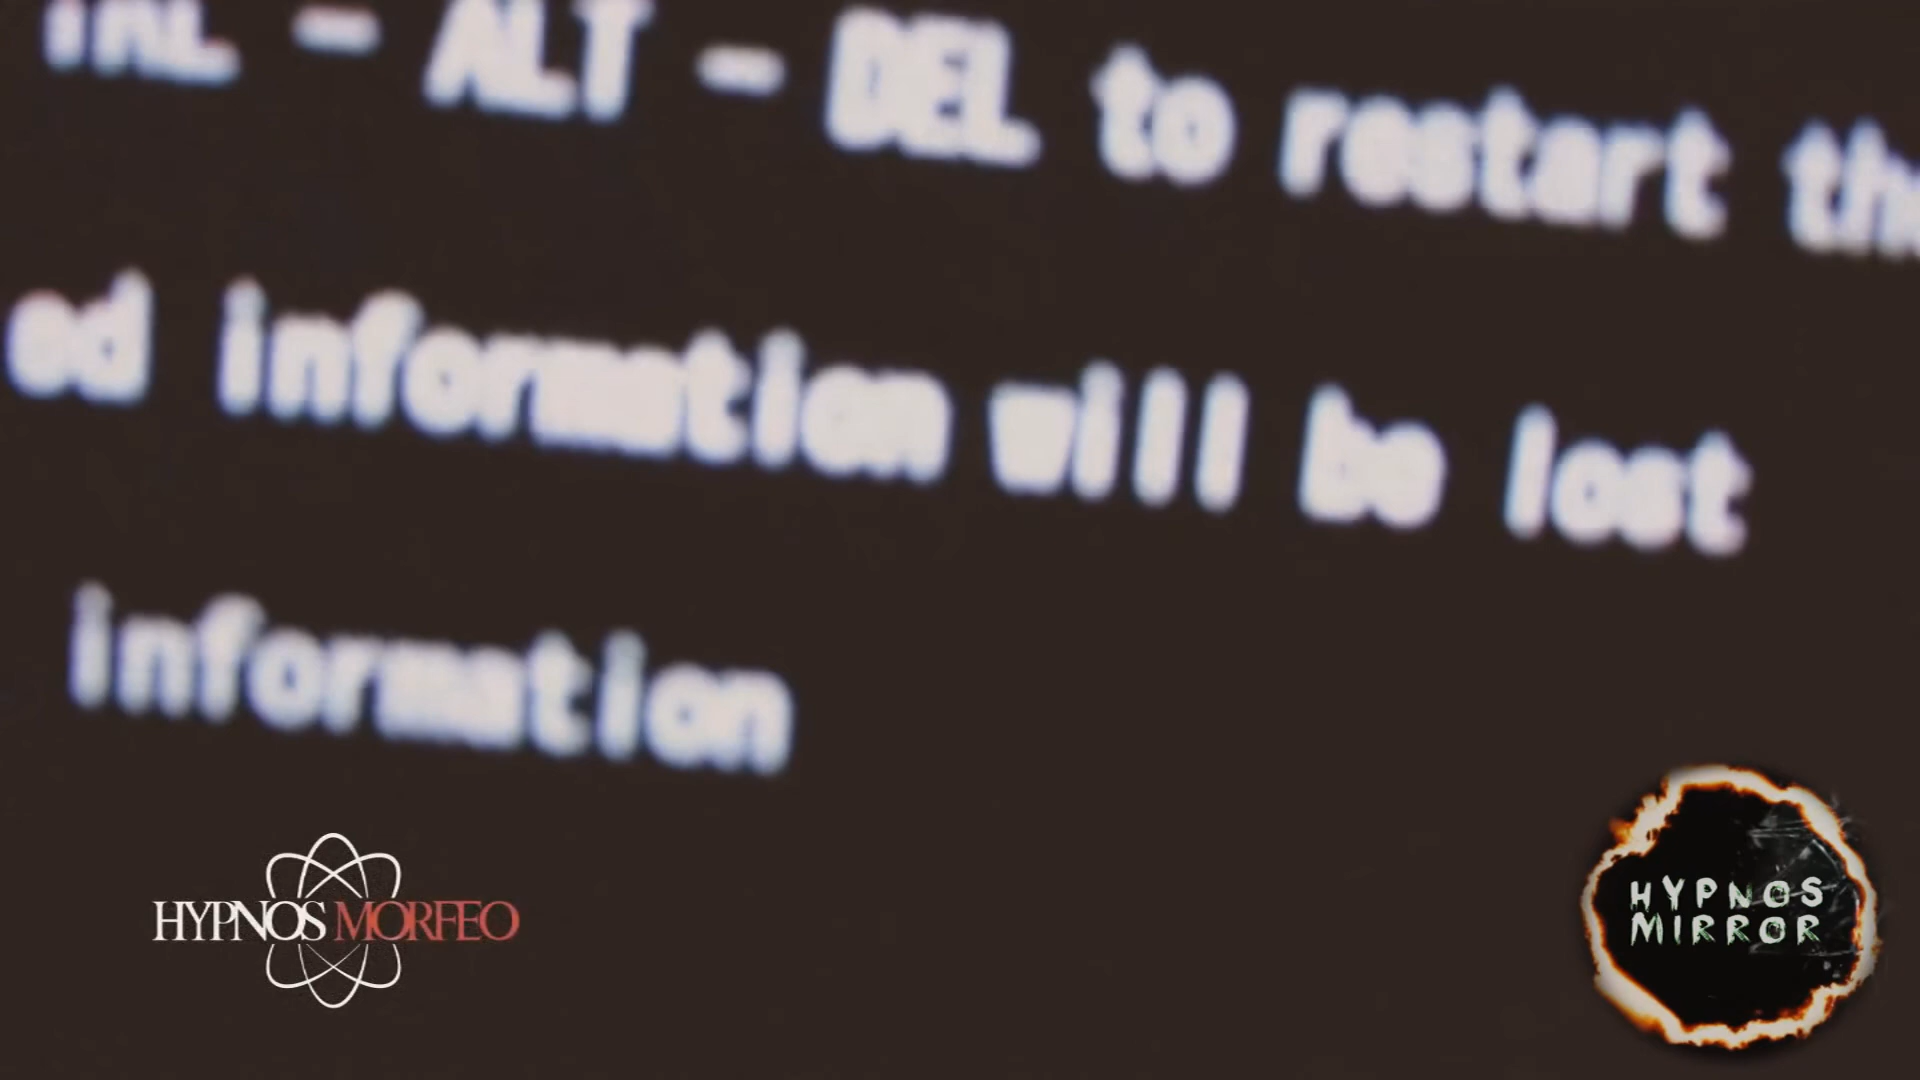 - ALT - DEL to restart
ed information will be lost
information
HYPNOS MORFEO
HYPNOS
MIRROR